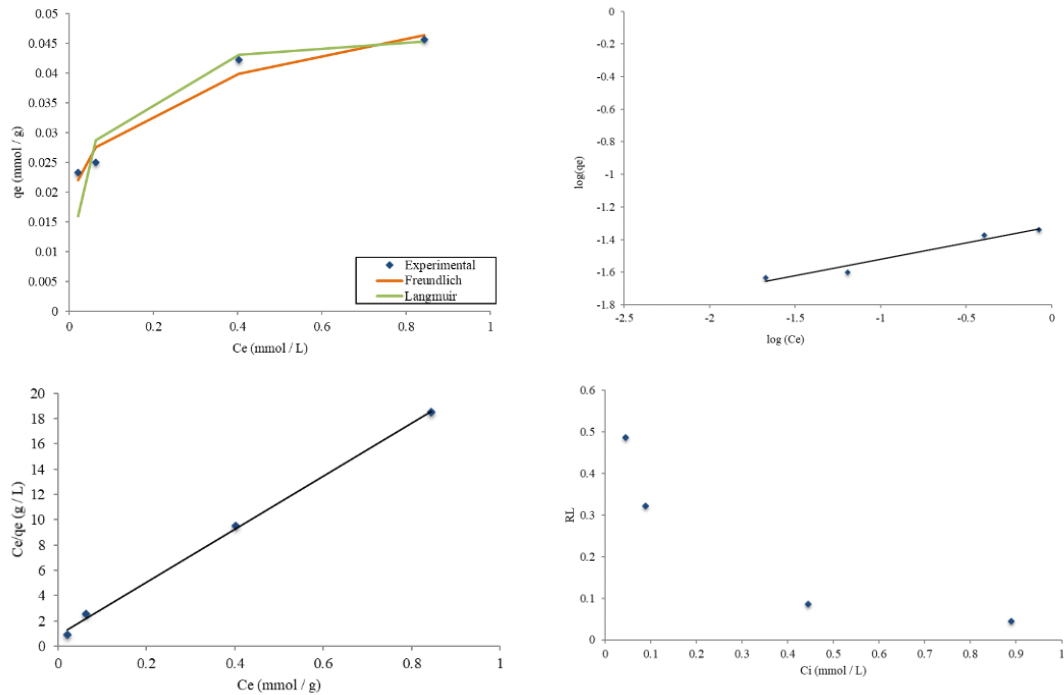 0.05
0.045
0.04
0.035
0.03
0.025
0.02
0.015
0.01
0.005
0
qe (mmol / g)
Experimental
Freundlich
Langmuir
0 0.2 0.4 0.6 0.8 1
Ce (mmol / L)
0
-0.2
-0.4
-0.6
-0.8
-1
-1.2
-1.4
-1.6
-1.8
log(qe)
-2.5 -2 -1.5 -1 -0.5 0
log (Ce)
20
18
16
14
12
10
8
6
4
2
0
Ce/qe (g / L)
0 0.2 0.4 0.6 0.8 1
Ce (mmol / g)
0.6
0.5
0.4
0.3
0.2
0.1
0
RL
0 0.1 0.2 0.3 0.4 0.5 0.6 0.7 0.8 0.9 1
Ci (mmol / L)